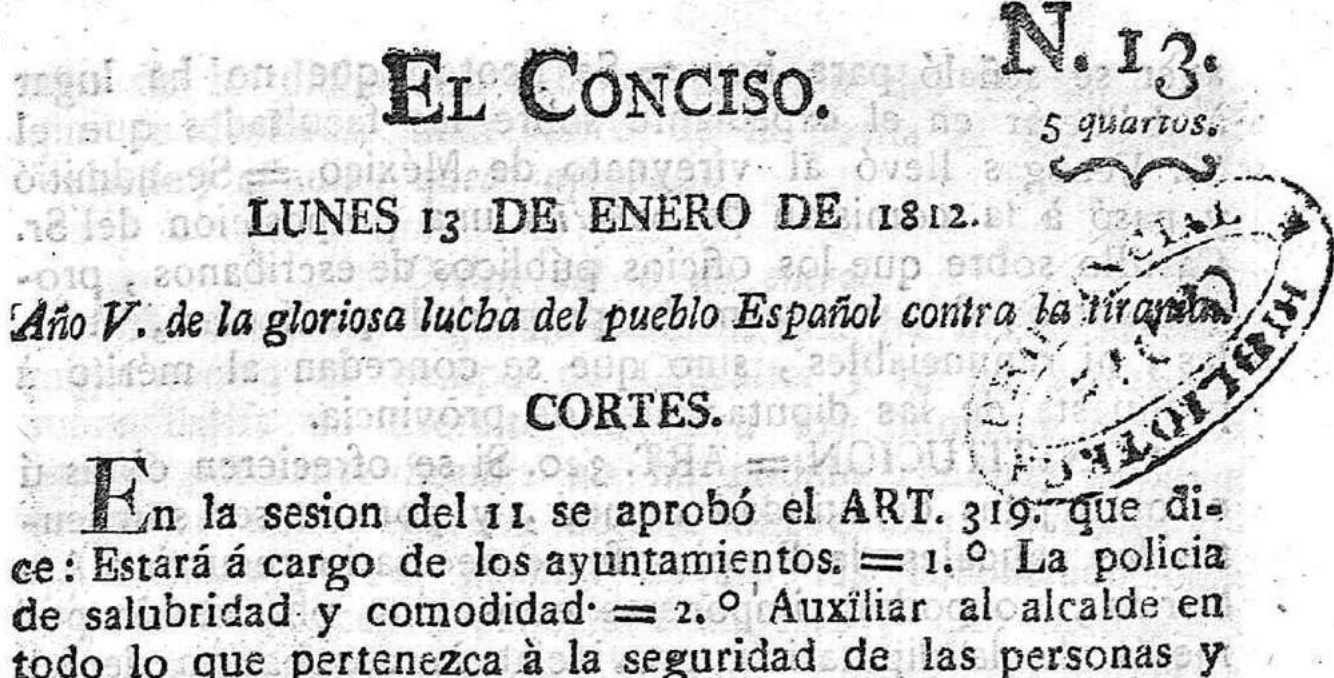 N. 13.
EL CONCISO.
5 quartos.
LUNES 13 DE ENERO DE 1812.
Año V. de la gloriosa lucha del pueblo Español contra la tiranía.
CORTES.
En la sesion del 11 se aprobó el ART. 319. que di-
ce: Estará á cargo de los ayuntamientos. = 1.º La policia
de salubridad y comodidad. = 2.º Auxîliar al alcalde en
todo lo que pertenezca à la seguridad de las personas y
BIBLIOTECA